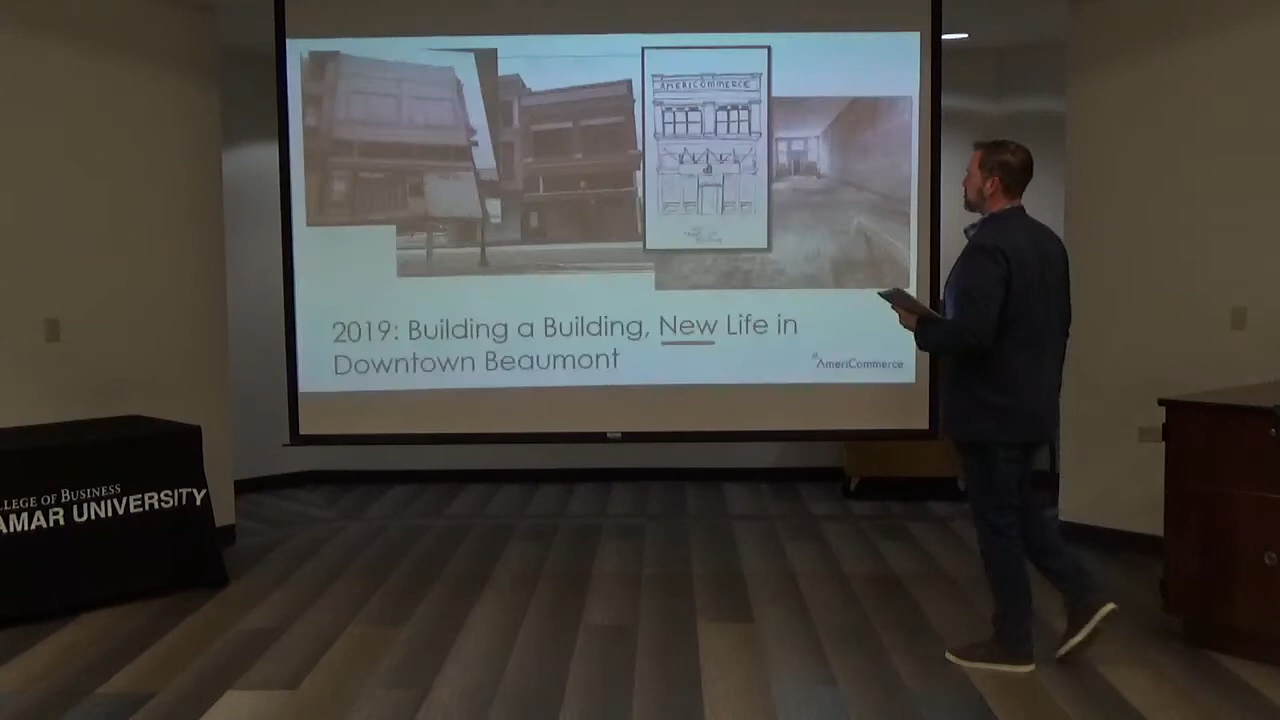 AMERICOMMERCE
2019: Building a Building, New Life in
Downtown Beaumont
AmeriCommerce
LLEGE OF BUSINESS
AMAR UNIVERSITY